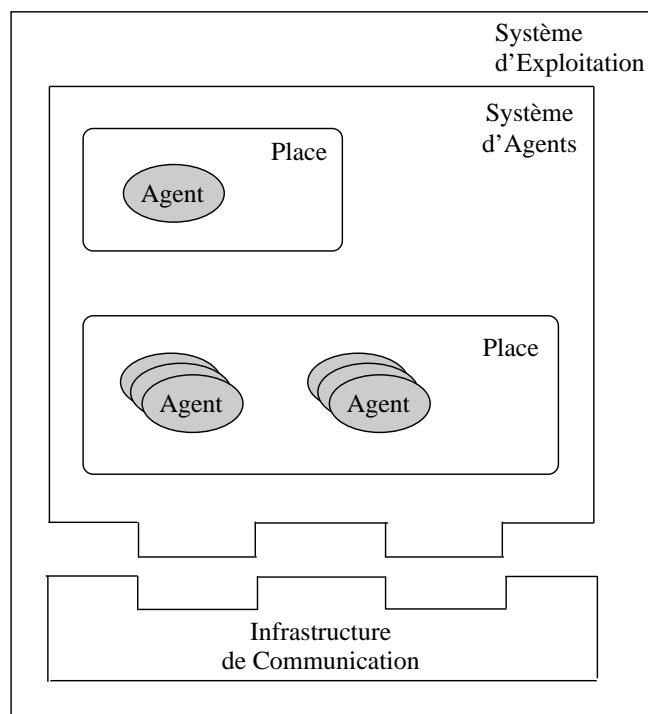 Système
d’Exploitation
Système
d’Agents
Place
Agent
Place
Agent
Agent
Infrastructure
de Communication